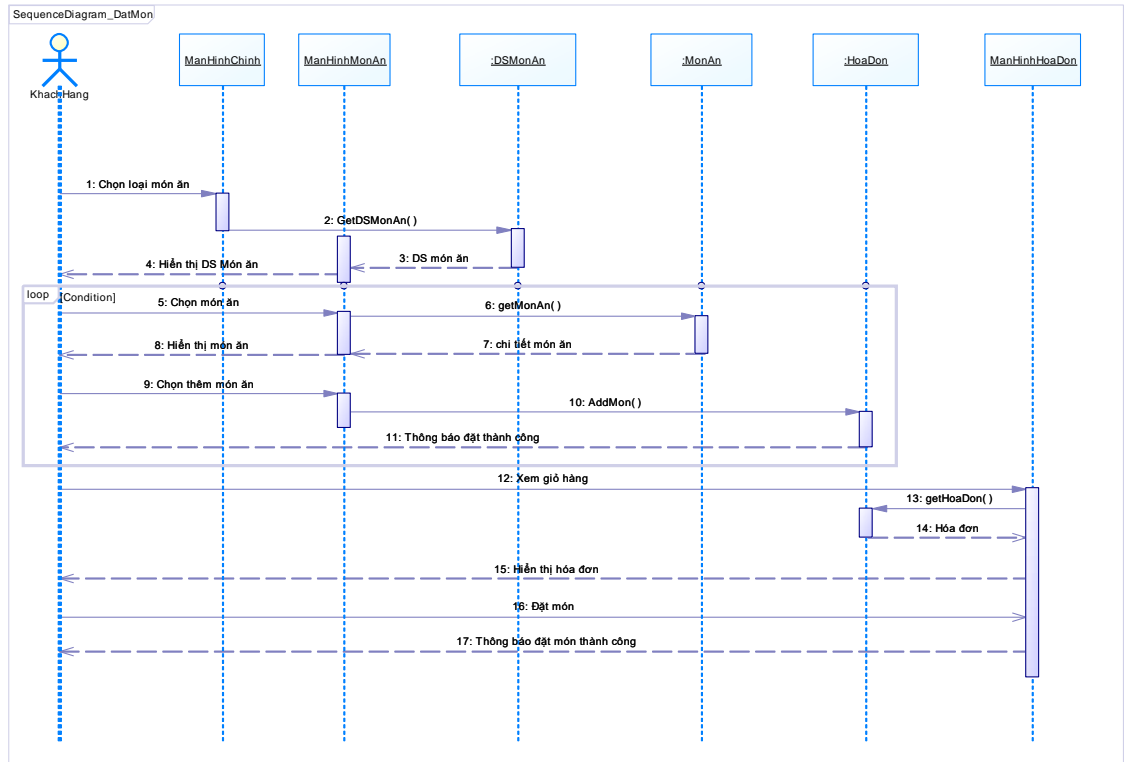 SequenceDiagram_DatMon
KhachHang
ManHinhChinh
ManHinhMonAn
:DSMonAn
:MonAn
:HoaDon
ManHinhHoaDon
1: Chọn loại món ăn
2: GetDSMonAn( )
3: DS món ăn
4: Hiển thị DS Món ăn
loop
[Condition]
5: Chọn món ăn
6: getMonAn( )
7: chi tiết món ăn
8: Hiển thị món ăn
9: Chọn thêm món ăn
10: AddMon( )
11: Thông báo đặt thành công
12: Xem giỏ hàng
13: getHoaDon( )
14: Hóa đơn
15: Hiển thị hóa đơn
16: Đặt món
17: Thông báo đặt món thành công